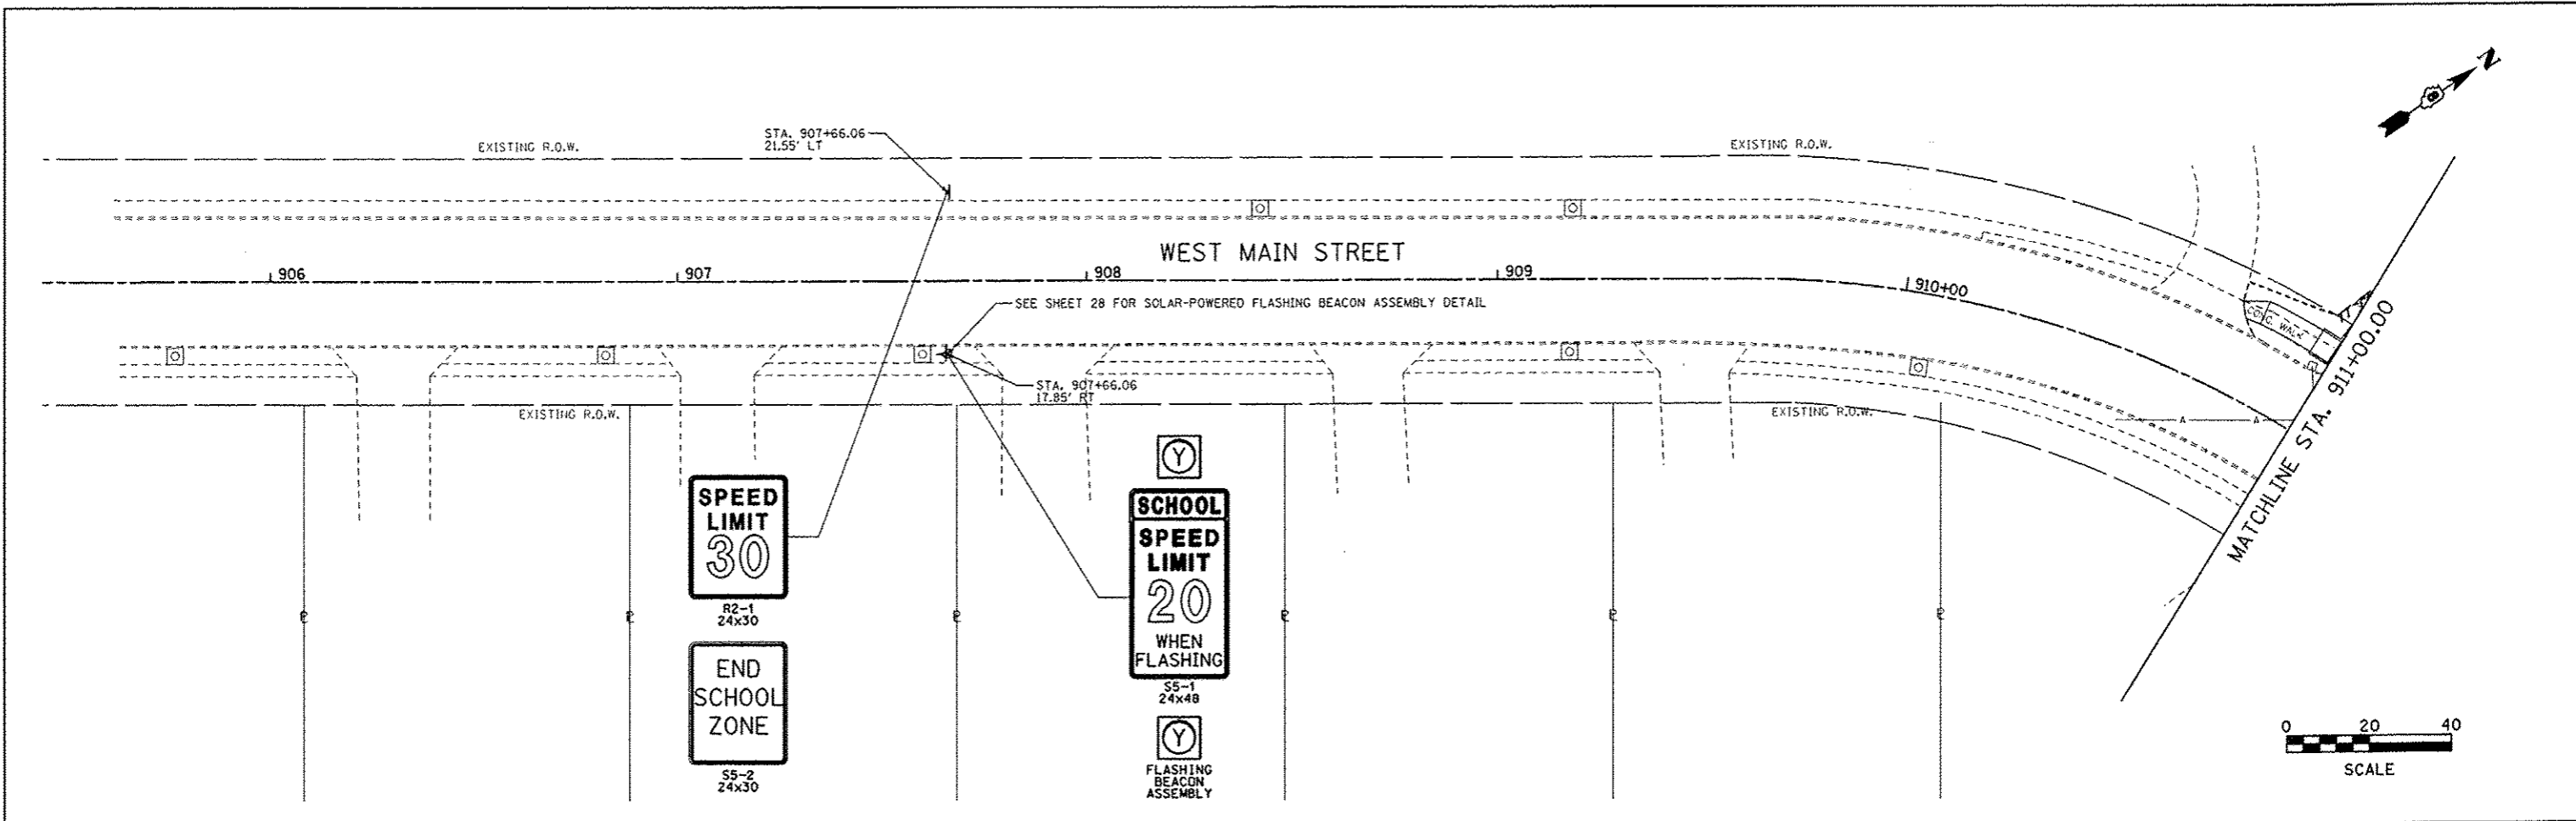 N
STA. 907+66.06
21.55' LT
EXISTING R.O.W.
EXISTING R.O.W.
WEST MAIN STREET
906
907
908
909
910+00
SEE SHEET 28 FOR SOLAR-POWERED FLASHING BEACON ASSEMBLY DETAIL
CONC. WALK
STA. 907+66.06
17.85' RT
EXISTING R.O.W.
EXISTING R.O.W.
A
A
MATCHLINE STA. 911+00.00
SPEED
LIMIT
30
R2-1
24x30
END
SCHOOL
ZONE
S5-2
24x30
Y
SCHOOL
SPEED
LIMIT
20
WHEN
FLASHING
S5-1
24x48
Y
FLASHING
BEACON
ASSEMBLY
0 20 40
SCALE